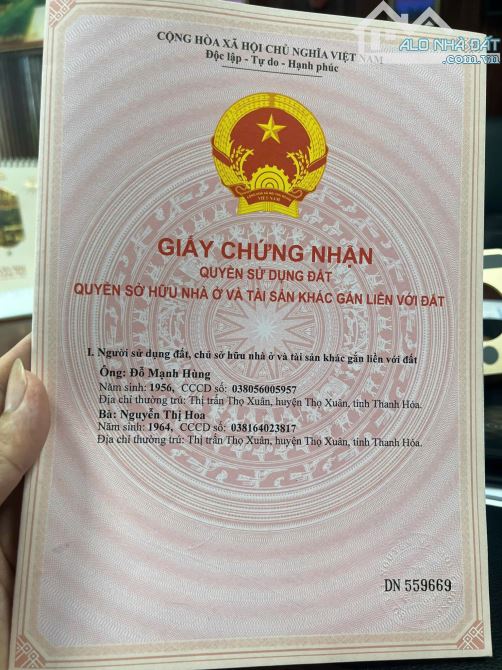 ALO NHÀ ĐẤT
.com.vn
CỘNG HÒA XÃ HỘI CHỦ NGHĨA VIỆT NAM
Độc lập - Tự do - Hạnh phúc
VIỆT NAM
GIẤY CHỨNG NHẬN
QUYỀN SỬ DỤNG ĐẤT
QUYỀN SỞ HỮU NHÀ Ở VÀ TÀI SẢN KHÁC GẮN LIỀN VỚI ĐẤT
I. Người sử dụng đất, chủ sở hữu nhà ở và tài sản khác gắn liền với đất
Ông: Đỗ Mạnh Hùng
Năm sinh: 1956, CCCD số: 038056005957
Địa chỉ thường trú: Thị trấn Thọ Xuân, huyện Thọ Xuân, tỉnh Thanh Hóa.
Bà: Nguyễn Thị Hoa
Năm sinh: 1964, CCCD số: 038164023817
Địa chỉ thường trú: Thị trấn Thọ Xuân, huyện Thọ Xuân, tỉnh Thanh Hóa.
DN 559669